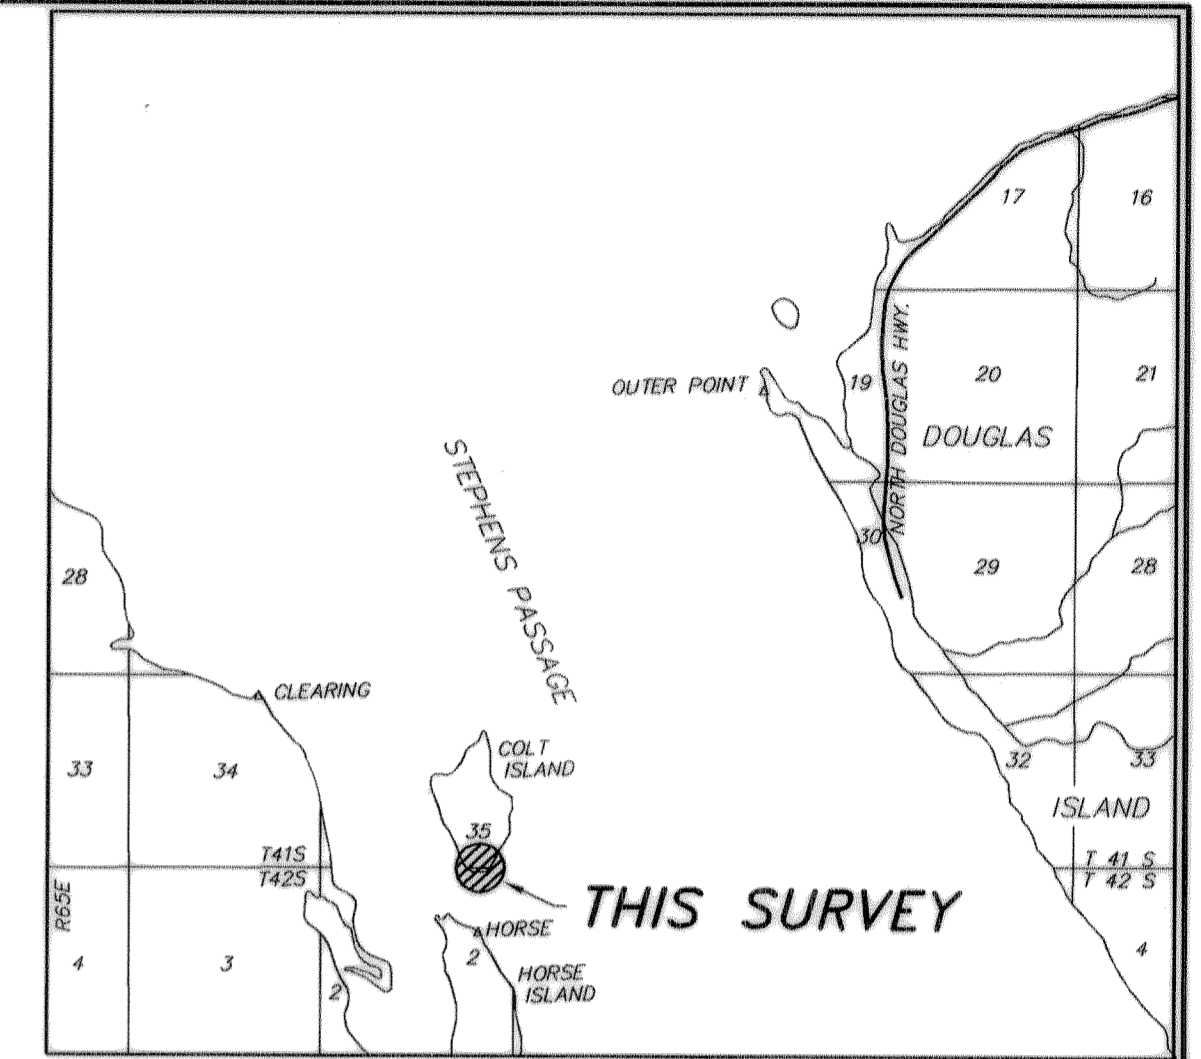 17
16
OUTER POINT
19
NORTH DOUGLAS HWY.
20
21
DOUGLAS
STEPHENS PASSAGE
30
29
28
28
CLEARING
COLT
ISLAND
33
34
32
33
ISLAND
35
T41S
T42S
T 41 S
T 42 S
R65E
THIS SURVEY
HORSE
4
3
2
2
HORSE
ISLAND
4